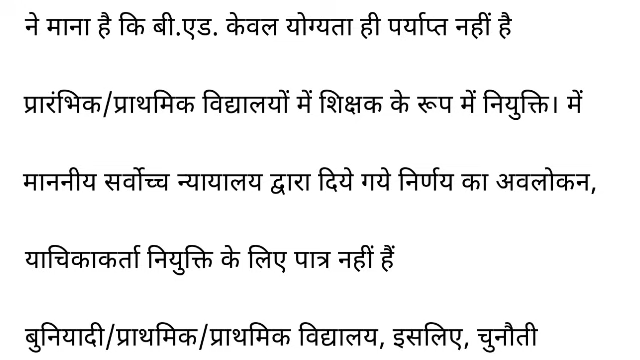 ने माना है कि बी.एड. केवल योग्यता ही पर्याप्त नहीं है
प्रारंभिक/प्राथमिक विद्यालयों में शिक्षक के रूप में नियुक्ति। में
माननीय सर्वोच्च न्यायालय द्वारा दिये गये निर्णय का अवलोकन,
याचिकाकर्ता नियुक्ति के लिए पात्र नहीं हैं
बुनियादी/प्राथमिक/प्राथमिक विद्यालय, इसलिए, चुनौती